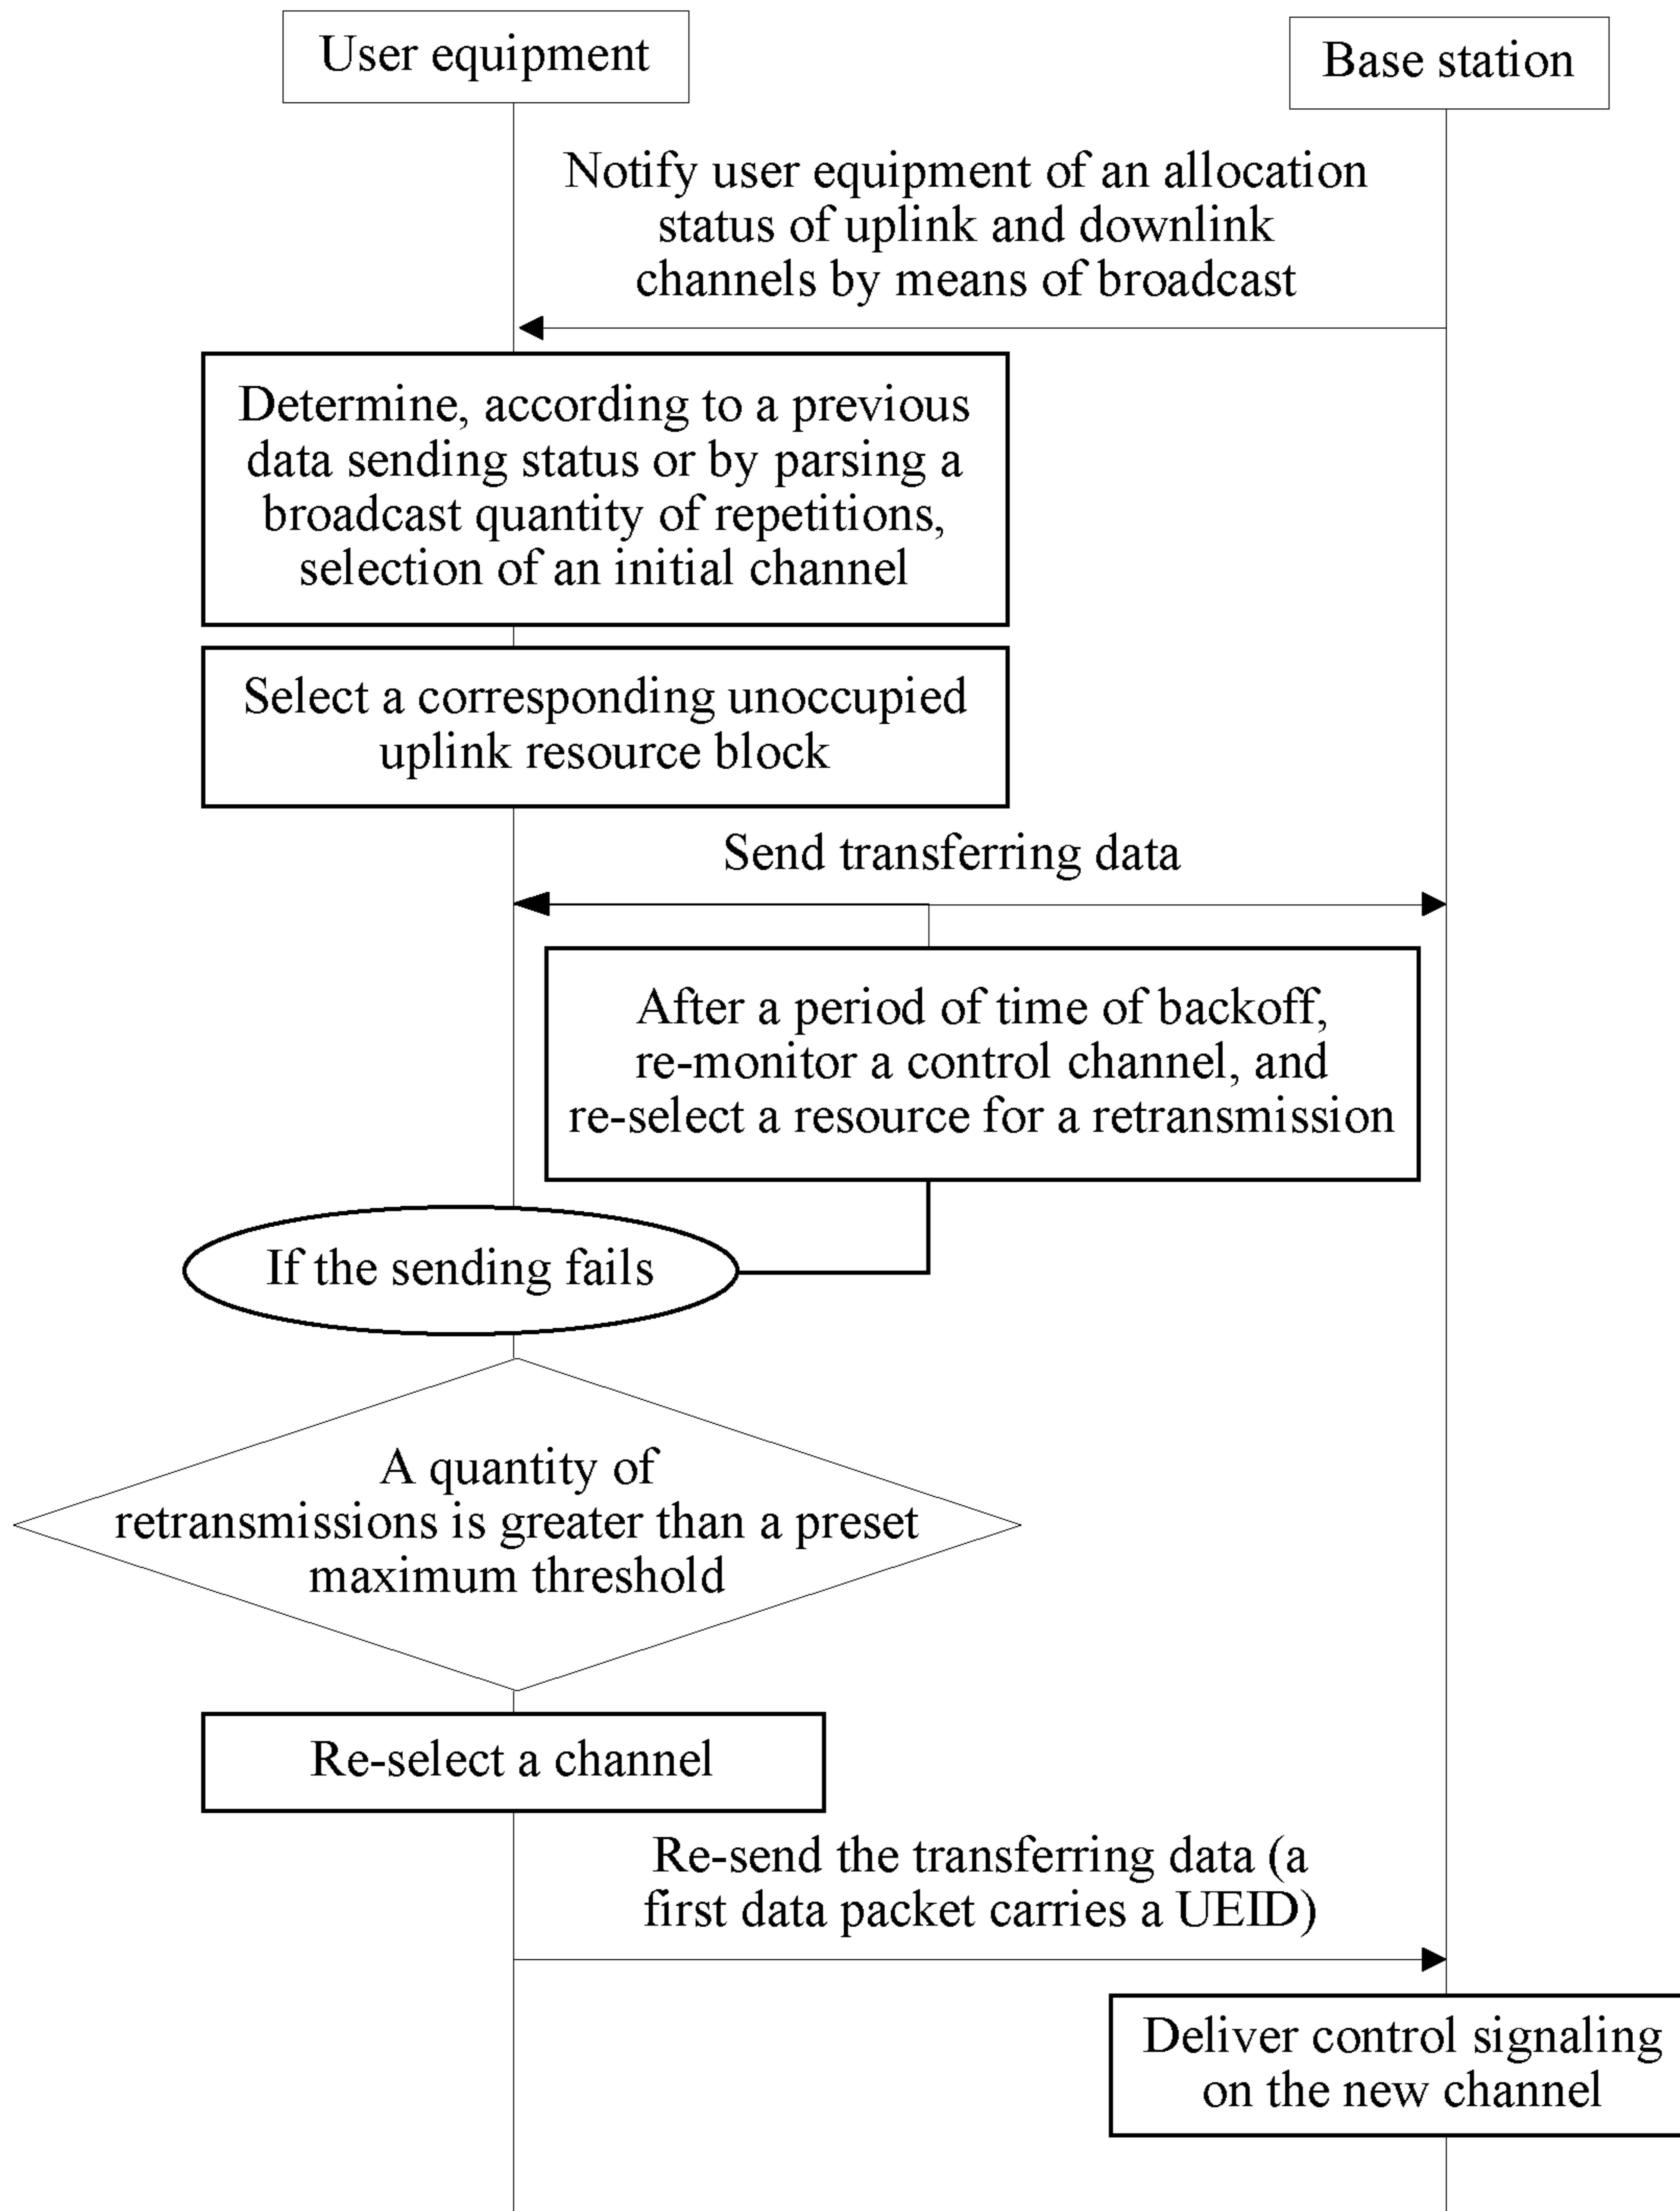 User equipment
Base station
Notify user equipment of an allocation
status of uplink and downlink
channels by means of broadcast
Determine, according to a previous
data sending status or by parsing a
broadcast quantity of repetitions,
selection of an initial channel
Select a corresponding unoccupied
uplink resource block
Send transferring data
After a period of time of backoff,
re-monitor a control channel, and
re-select a resource for a retransmission
If the sending fails
A quantity of
retransmissions is greater than a preset
maximum threshold
Re-select a channel
Re-send the transferring data (a
first data packet carries a UEID)
Deliver control signaling
on the new channel